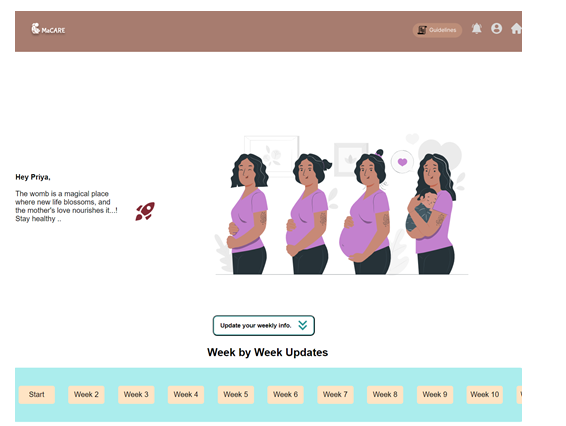 MaCARE
Guidelines
Hey Priya,
The womb is a magical place
where new life blossoms, and
the mother's love nourishes it...!
Stay healthy ..
Update your weekly info.
Week by Week Updates
Start Week 2 Week 3 Week 4 Week 5 Week 6 Week 7 Week 8 Week 9 Week 10